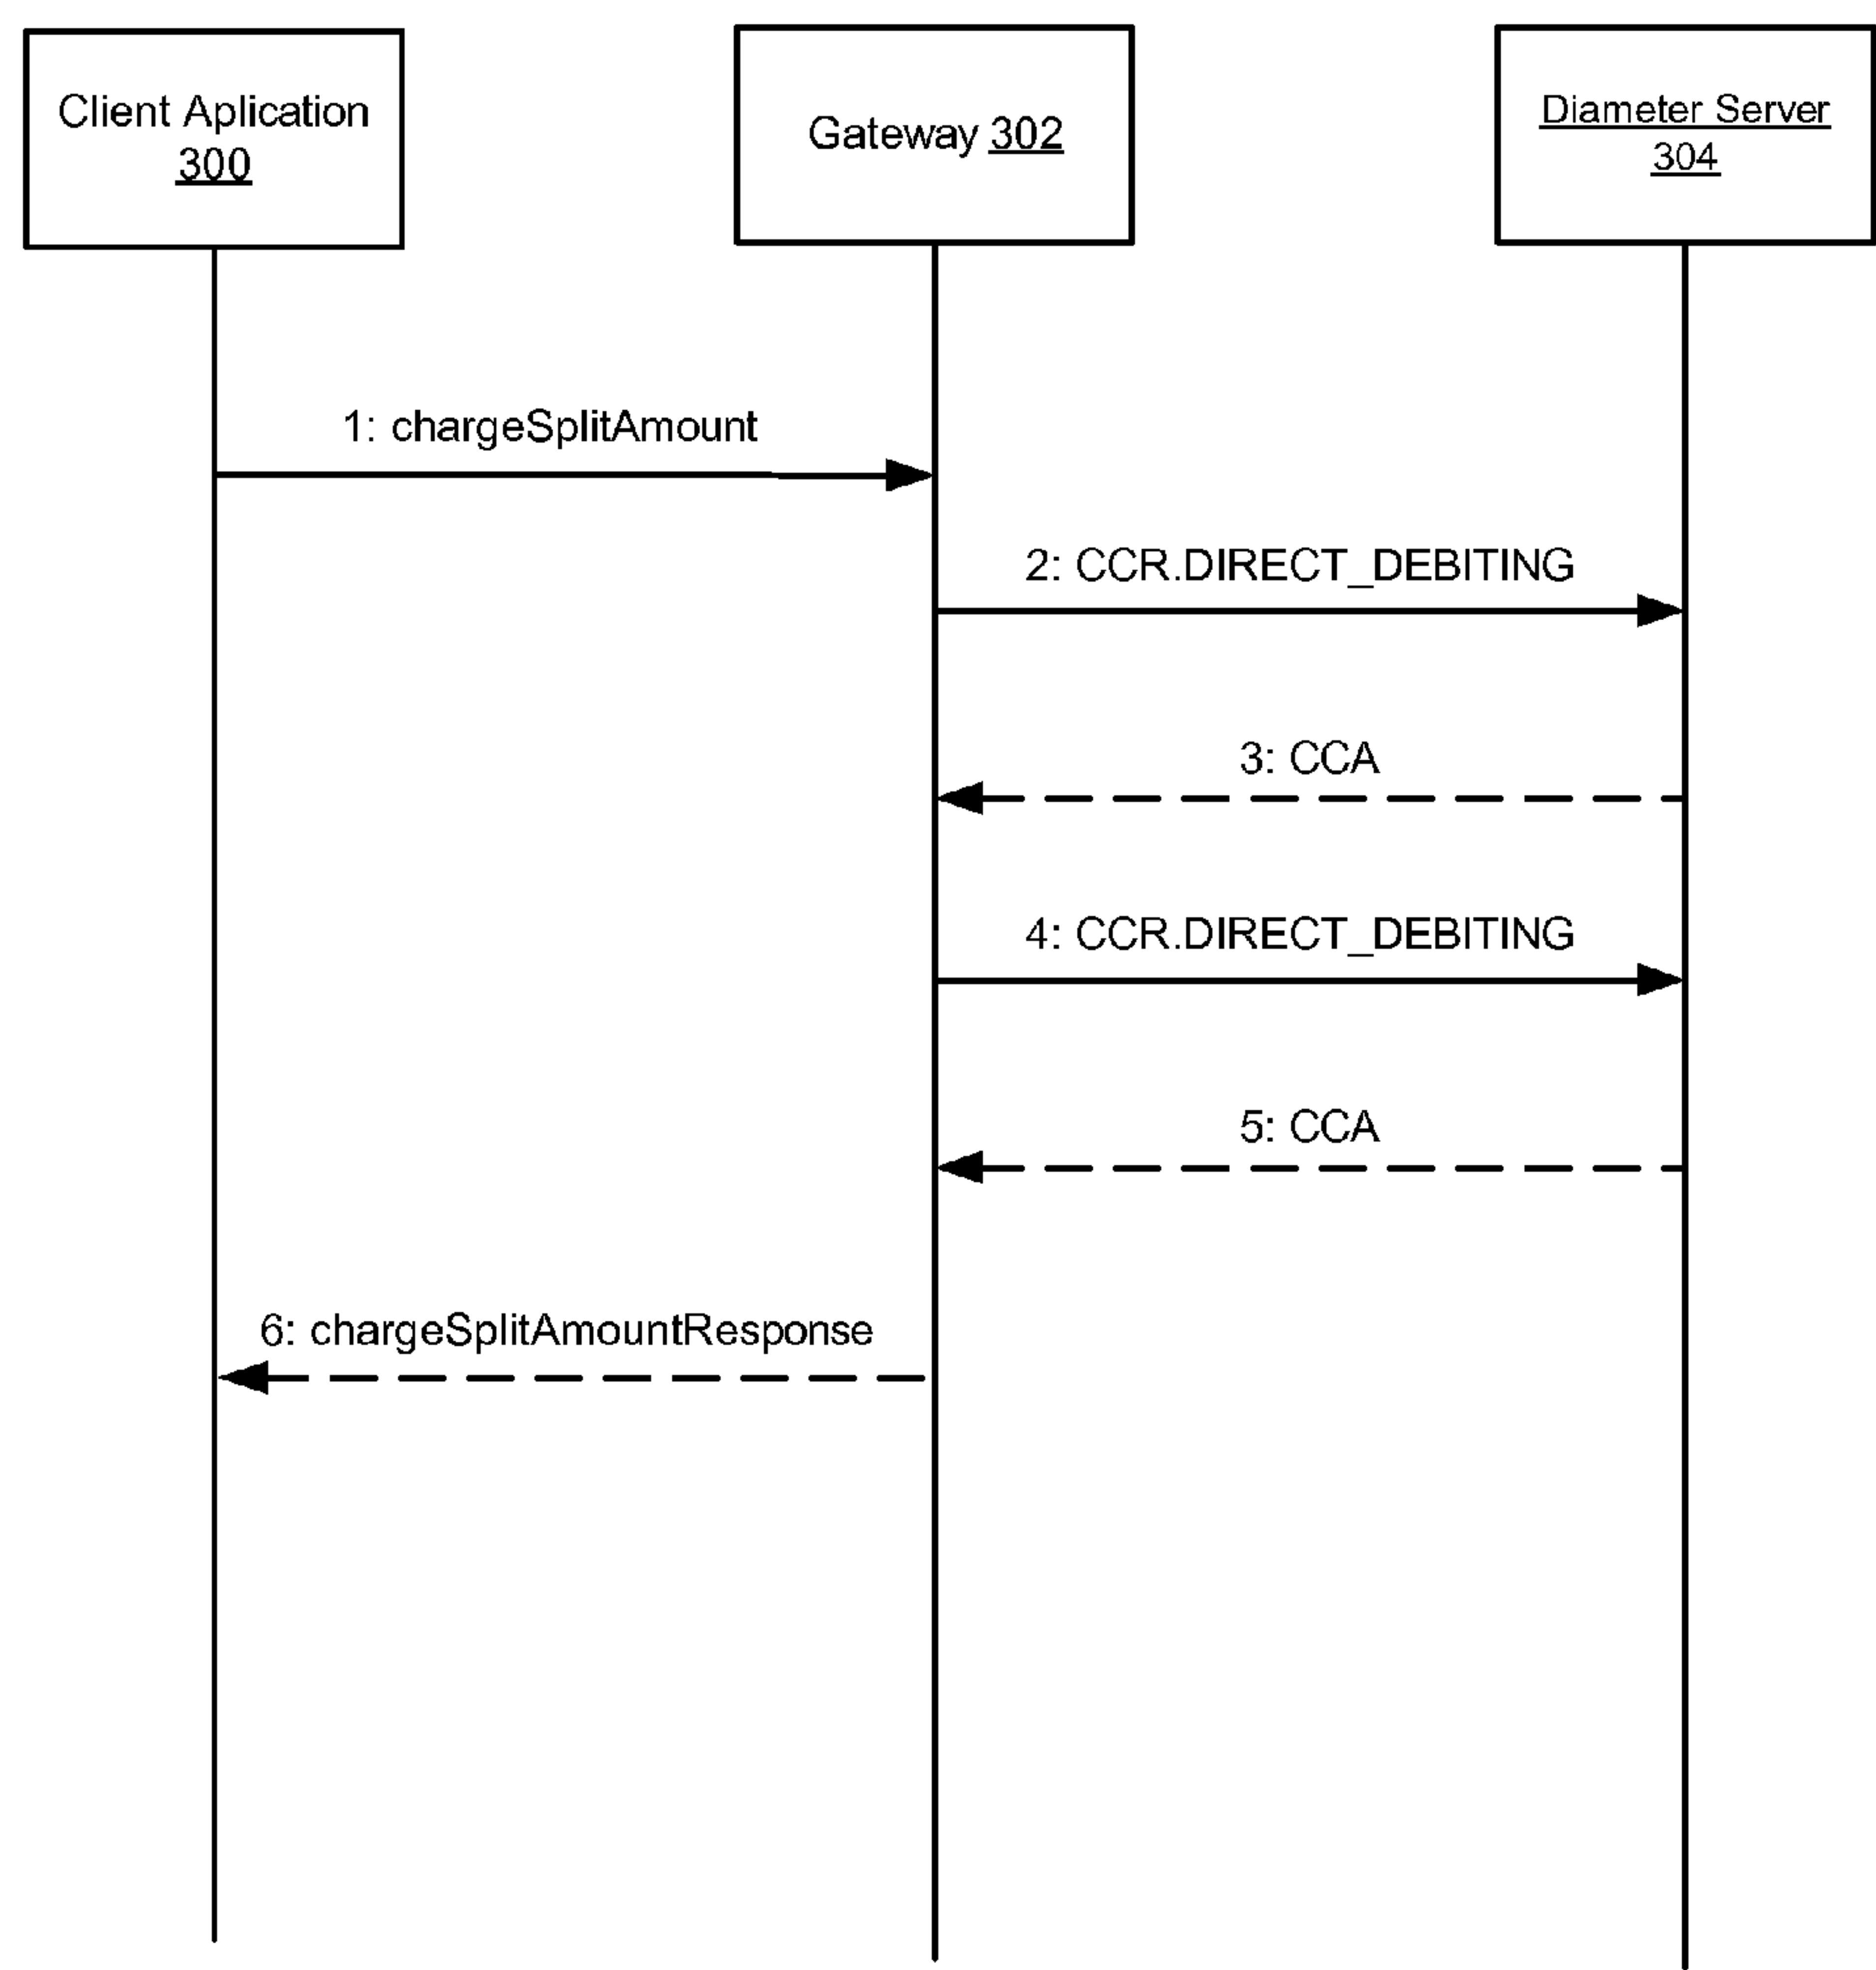 Client Aplication
300
Gateway 302
Diameter Server
304
1: chargeSplitAmount
2: CCR.DIRECT_DEBITING
3: CCA
4: CCR.DIRECT_DEBITING
5: CCA
6: chargeSplitAmountResponse